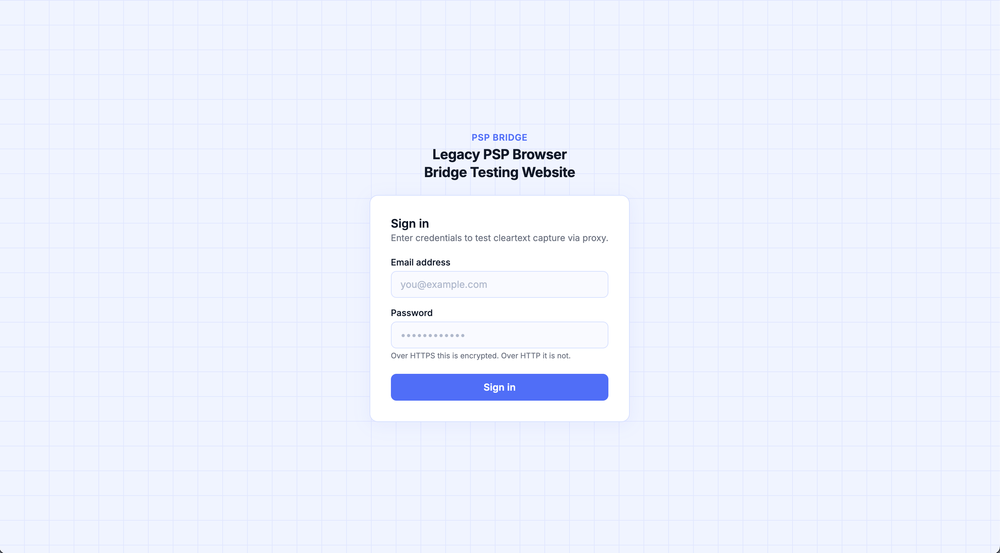 PSP BRIDGE
Legacy PSP Browser
Bridge Testing Website
Sign in
Enter credentials to test cleartext capture via proxy.
Email address
you@example.com
Password
••••••••••••
Over HTTPS this is encrypted. Over HTTP it is not.
Sign in